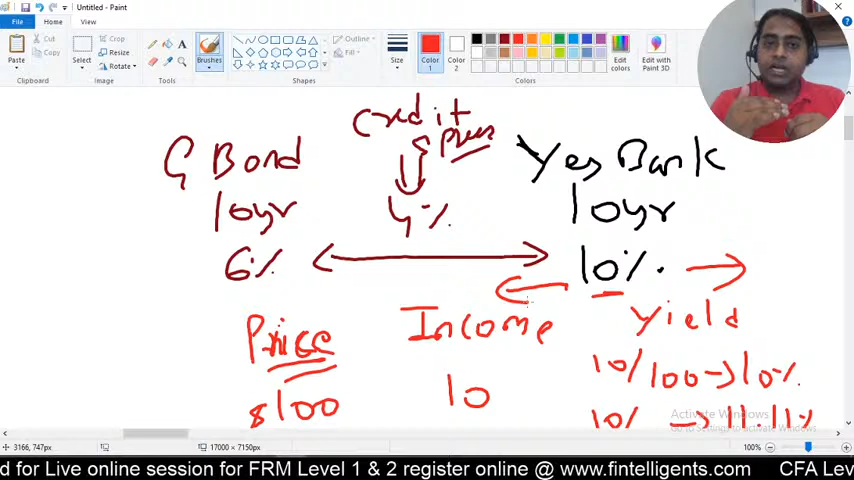 Untitled - Paint
File Home View
Paste Cut Copy Select Crop Resize Rotate Brushes Outline Fill Size Color 1 Color 2 Edit colors Edit with Paint 3D
Clipboard Image Tools Shapes Colors
credit
G Bond Yes Bank
10yr 4% 10yr
6% 10%.
Price Income Yield
$100 10 10/100→10%
10/ →11.11%
Activate Windows
Go to Settings to activate Windows.
3166, 747px 17000 × 7150px 100%
d for Live online session for FRM Level 1 & 2 register online @ www.fintelligents.com CFA Lev